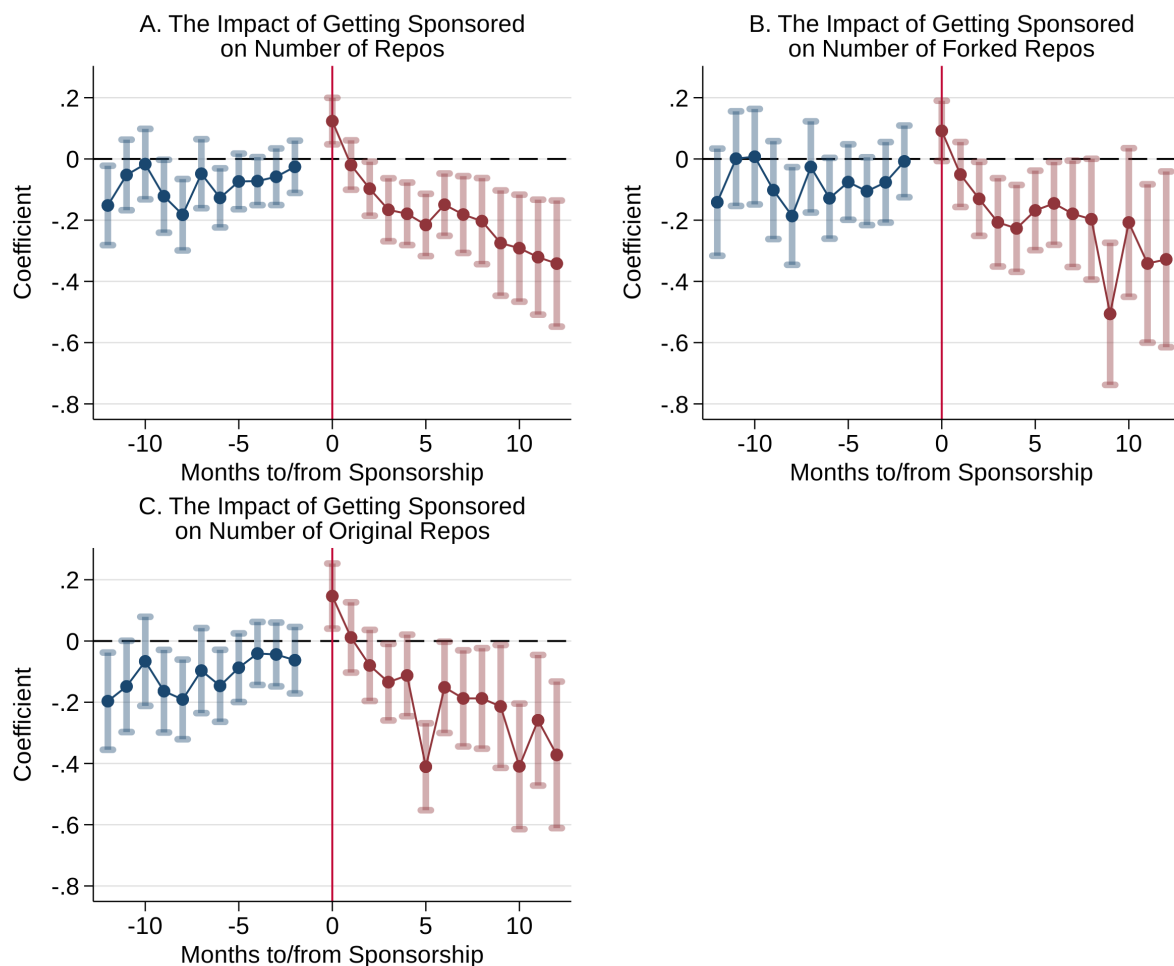 A. The Impact of Getting Sponsored
on Number of Repos
.2
0
-.2
-.4
-.6
-.8
Coefficient
-10 -5 0 5 10
Months to/from Sponsorship
B. The Impact of Getting Sponsored
on Number of Forked Repos
.2
0
-.2
-.4
-.6
-.8
Coefficient
-10 -5 0 5 10
Months to/from Sponsorship
C. The Impact of Getting Sponsored
on Number of Original Repos
.2
0
-.2
-.4
-.6
-.8
Coefficient
-10 -5 0 5 10
Months to/from Sponsorship